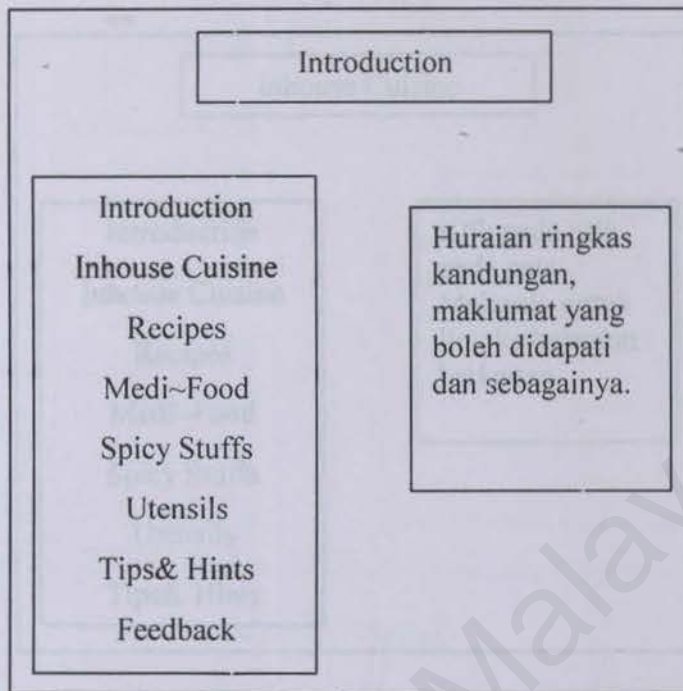 Introduction
Introduction
Inhouse Cuisine
Recipes
Medi~Food
Spicy Stuffs
Utensils
Tips& Hints
Feedback
Huraian ringkas
kandungan,
maklumat yang
boleh didapati
dan sebagainya.